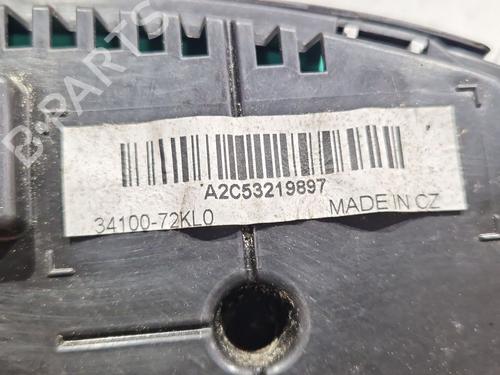 B-PARTS
A2C53219897
34100-72KL0
MADE IN CZ